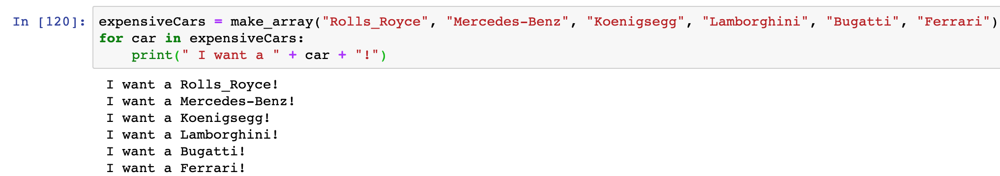 In [120]: expensiveCars = make_array("Rolls_Royce", "Mercedes-Benz", "Koenigsegg", "Lamborghini", "Bugatti", "Ferrari")
for car in expensiveCars:
    print(" I want a " + car + "!")
 I want a Rolls_Royce!
 I want a Mercedes-Benz!
 I want a Koenigsegg!
 I want a Lamborghini!
 I want a Bugatti!
 I want a Ferrari!